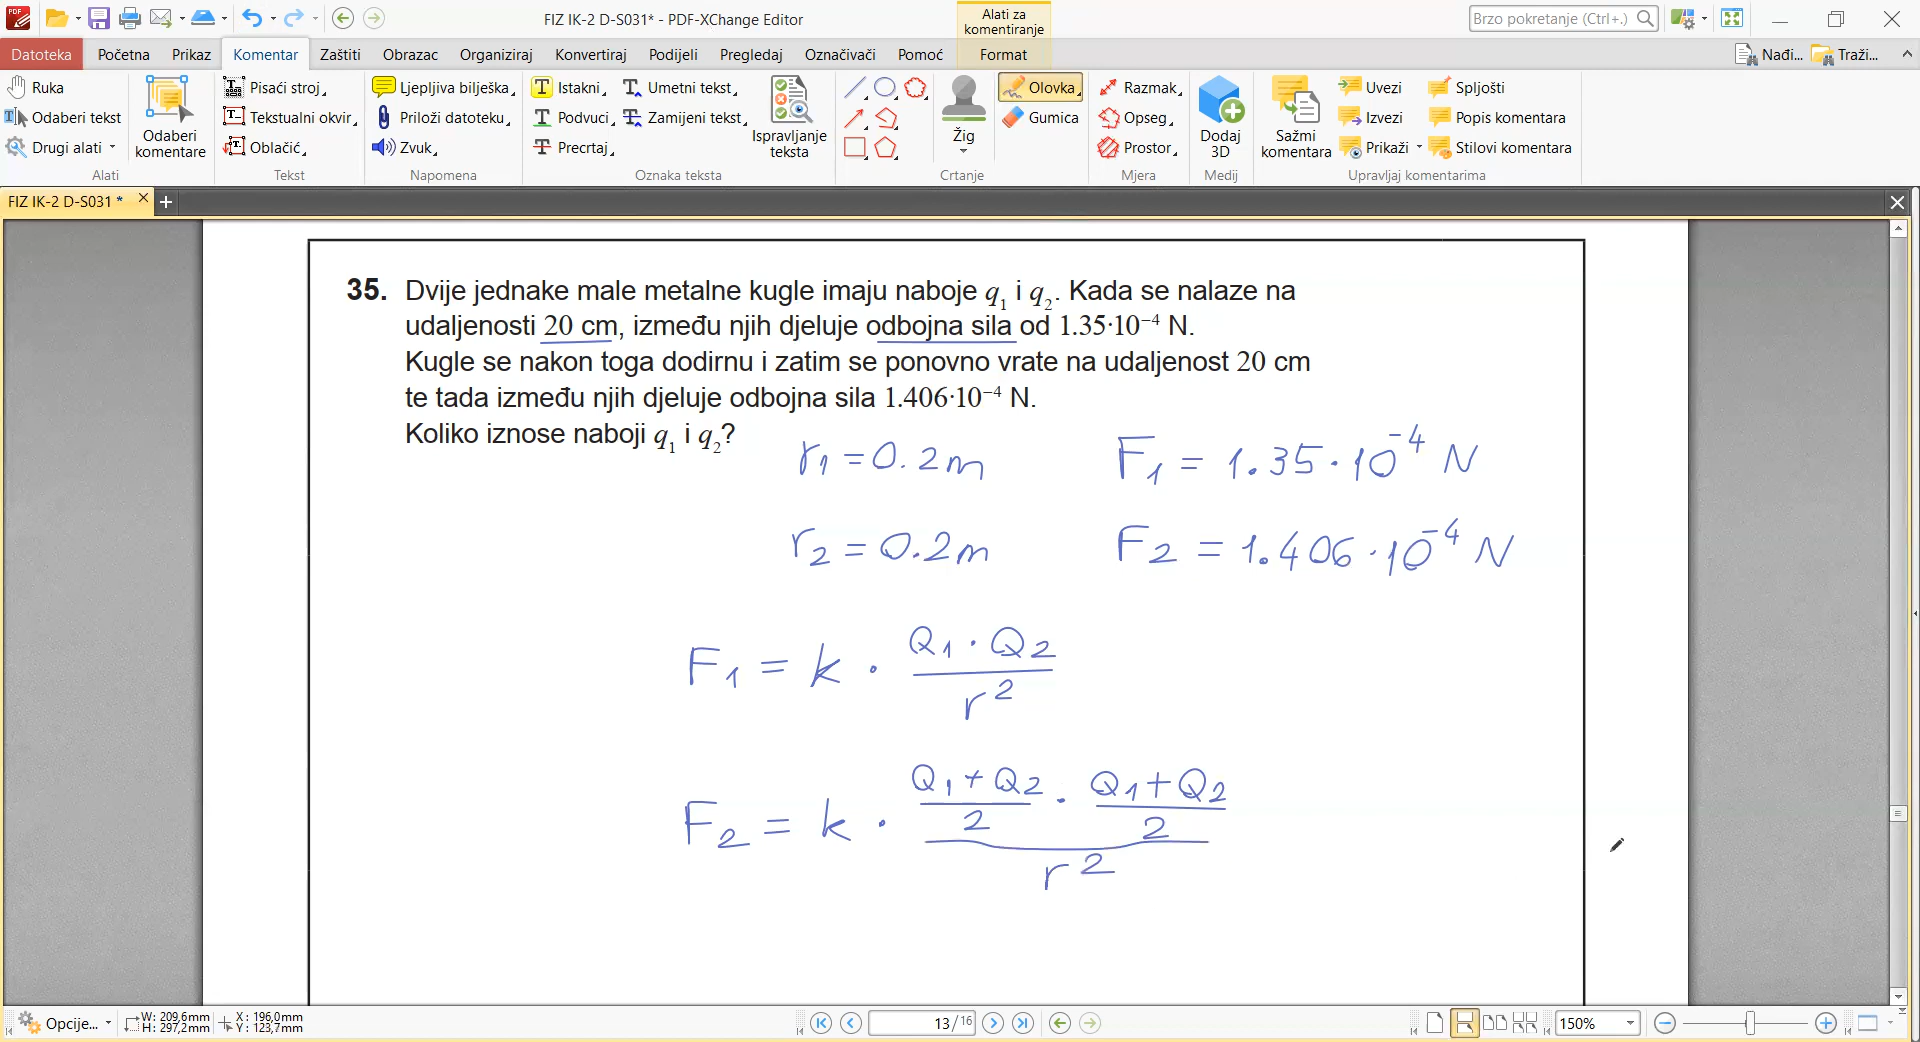 FIZ IK-2 D-S031* - PDF-XChange Editor
Alati za komentiranje
Brzo pokretanje (Ctrl+.)
Datoteka Početna Prikaz Komentar Zaštiti Obrazac Organiziraj Konvertiraj Podijeli Pregledaj Označivači Pomoć Format Nađi... Traži...
Ruka
Odaberi tekst
Drugi alati
Odaberi komentare
Alati
Pisaći stroj
Tekstualni okvir
Oblačić
Tekst
Ljepljiva bilješka
Priloži datoteku
Zvuk
Napomena
Istakni
Podvuci
Precrtaj
Umetni tekst
Zamijeni tekst
Ispravljanje teksta
Oznaka teksta
Žig
Olovka
Gumica
Crtanje
Razmak
Opseg
Prostor
Mjera
Dodaj 3D
Medij
Sažmi komentara
Uvezi
Izvezi
Prikaži
Spljošti
Popis komentara
Stilovi komentara
Upravljaj komentarima
FIZ IK-2 D-S031 *
35. Dvije jednake male metalne kugle imaju naboje q₁ i q₂. Kada se nalaze na
udaljenosti 20 cm, između njih djeluje odbojna sila od 1.35·10⁻⁴ N.
Kugle se nakon toga dodirnu i zatim se ponovno vrate na udaljenost 20 cm
te tada između njih djeluje odbojna sila 1.406·10⁻⁴ N.
Koliko iznose naboji q₁ i q₂?
r₁ = 0.2m F₁ = 1.35·10⁻⁴ N
r₂ = 0.2m F₂ = 1.406·10⁻⁴ N
F₁ = k · (Q₁ · Q₂)/r²
F₂ = k · ((Q₁+Q₂)/2 · (Q₁+Q₂)/2)/r²
Opcije... W: 209,6mm H: 297,2mm X: 196,0mm Y: 123,7mm 13/16 150%